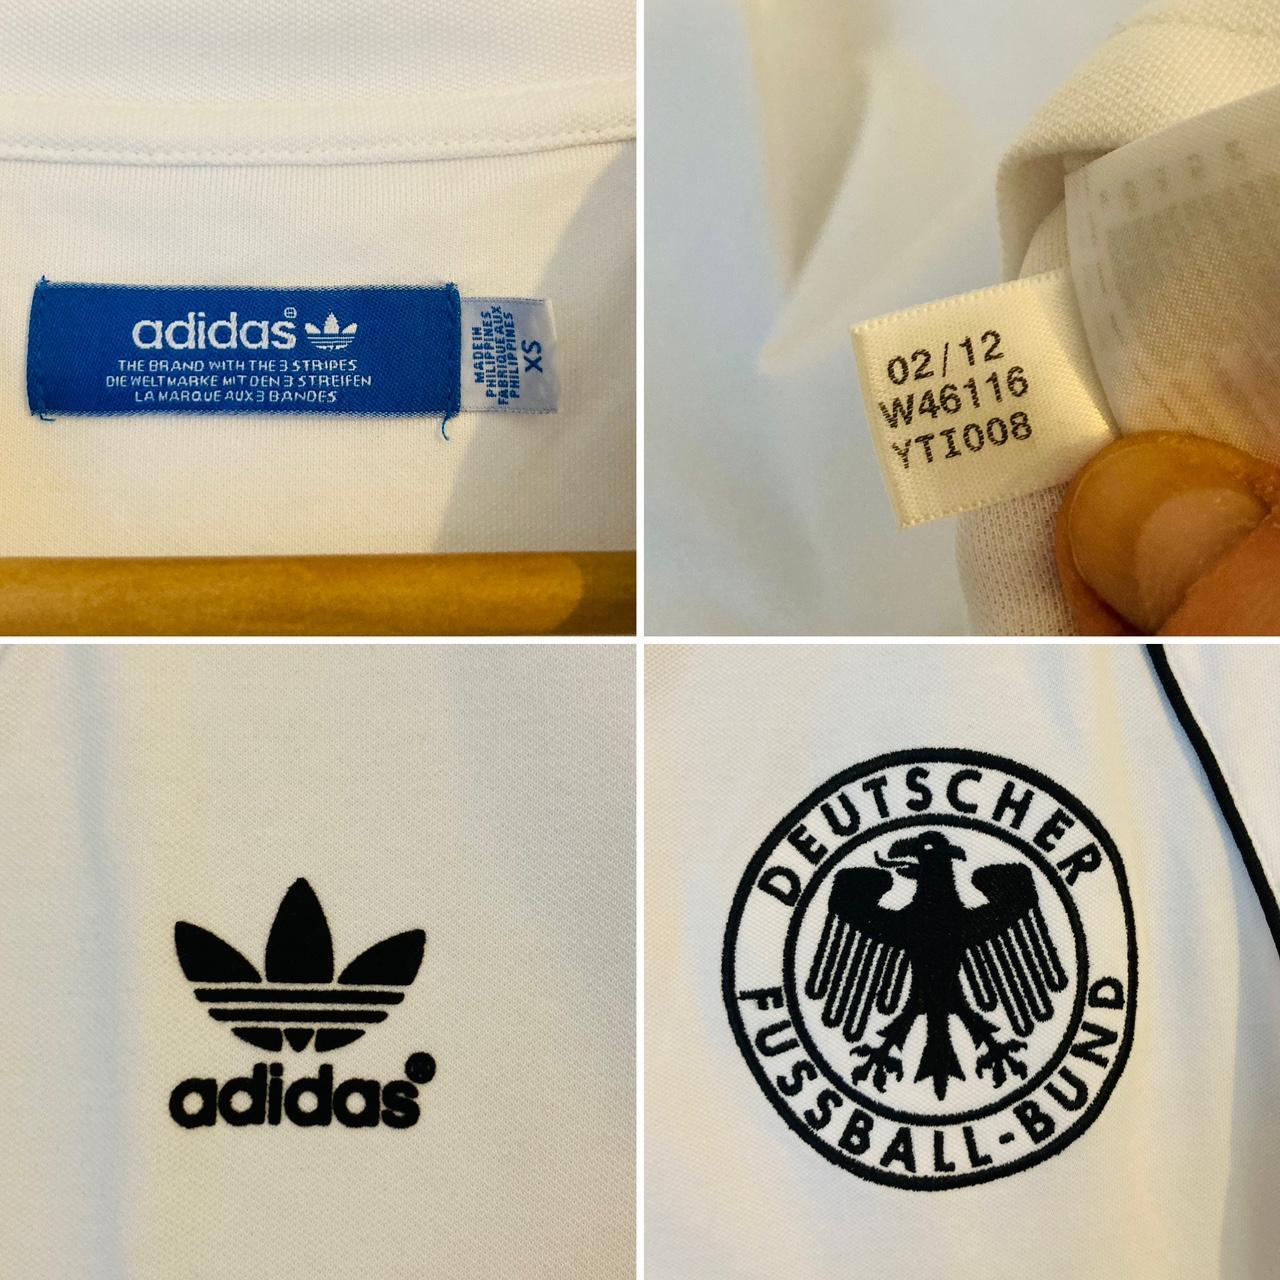 adidas®
THE BRAND WITH THE 3 STRIPES
DIE WELTMARKE MIT DEN 3 STREIFEN
LA MARQUE AUX 3 BANDES
MADE IN
PHILIPPINES
FABRIQUE AUX
PHILIPPINES
XS
02/12
W46116
YTI008
adidas®
DEUTSCHER
FUSSBALL-BUND